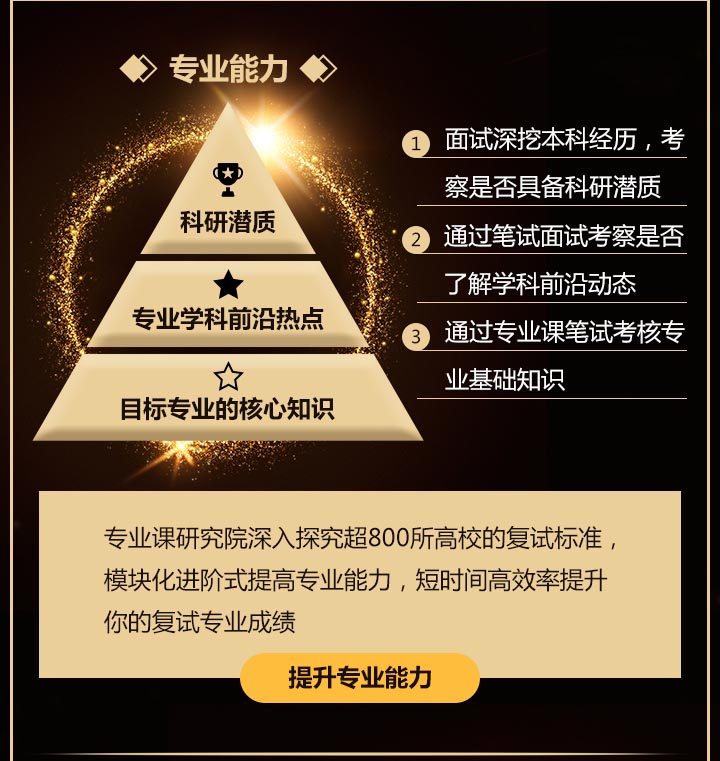 专业能力
科研潜质
专业学科前沿热点
目标专业的核心知识
1 面试深挖本科经历，考
察是否具备科研潜质
2 通过笔试面试考察是否
了解学科前沿动态
3 通过专业课笔试考核专
业基础知识
专业课研究院深入探究超800所高校的复试标准，
模块化进阶式提高专业能力，短时间高效率提升
你的复试专业成绩
提升专业能力